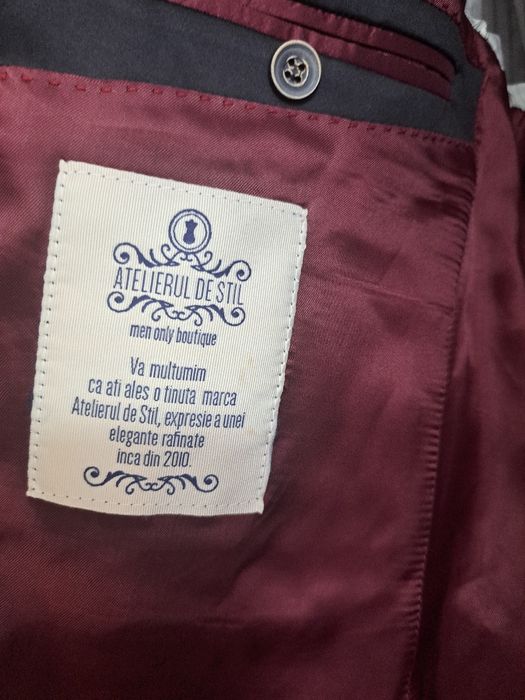 ATELIERUL DE STIL
men only boutique
Va multumim
ca ati ales o tinuta marca
Atelierul de Stil, expresie a unei
elegante rafinate
inca din 2010.